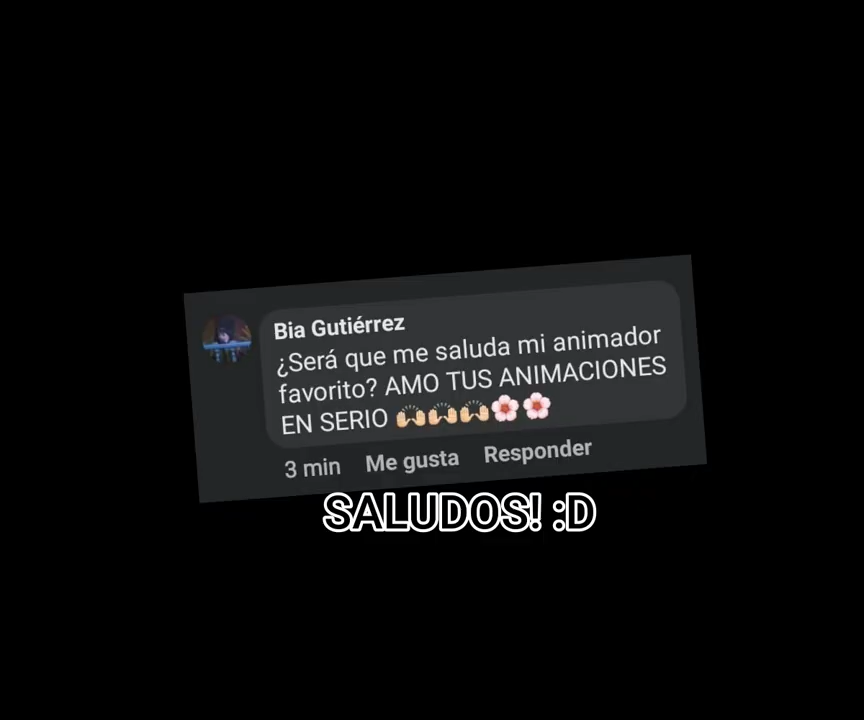 Bia Gutiérrez
¿Será que me saluda mi animador
favorito? AMO TUS ANIMACIONES
EN SERIO 🙌🏻🙌🏻🙌🏻🌸🌸
3 min Me gusta Responder
SALUDOS! :D